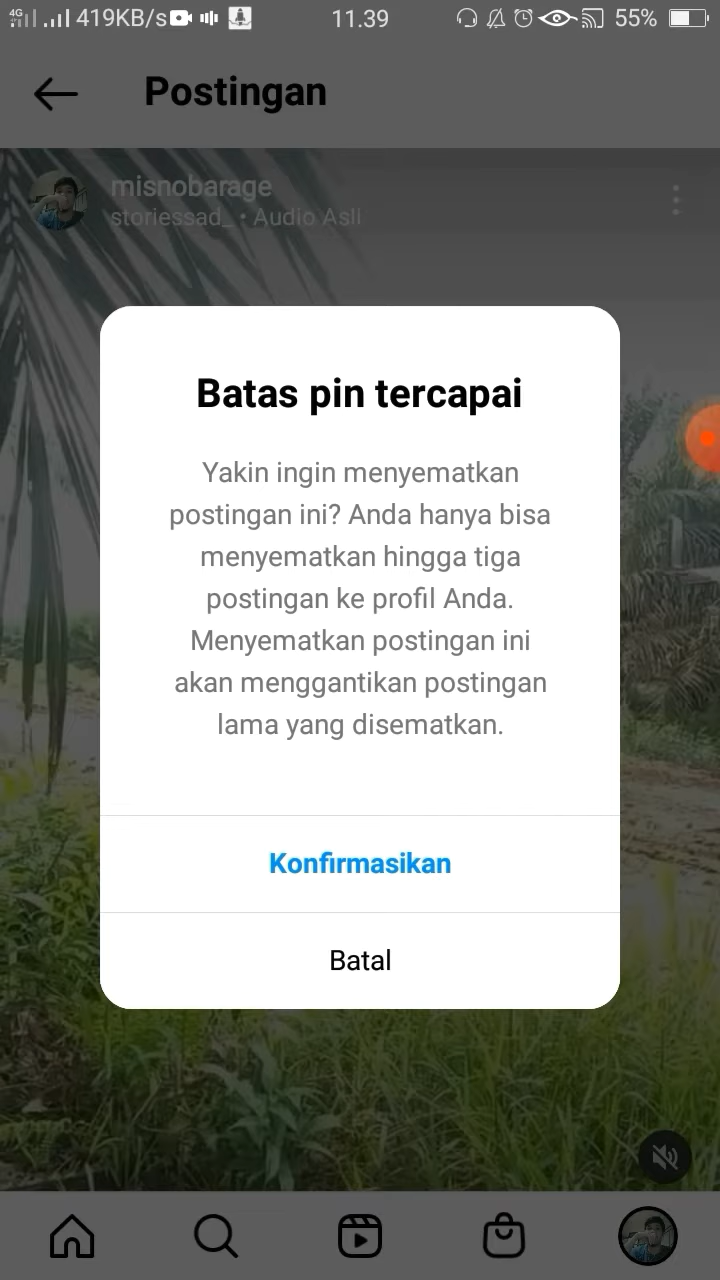 4G 419KB/s 11.39 55%
Postingan
misnobarage
storiessad_ • Audio Asli
Batas pin tercapai
Yakin ingin menyematkan
postingan ini? Anda hanya bisa
menyematkan hingga tiga
postingan ke profil Anda.
Menyematkan postingan ini
akan menggantikan postingan
lama yang disematkan.
Konfirmasikan
Batal